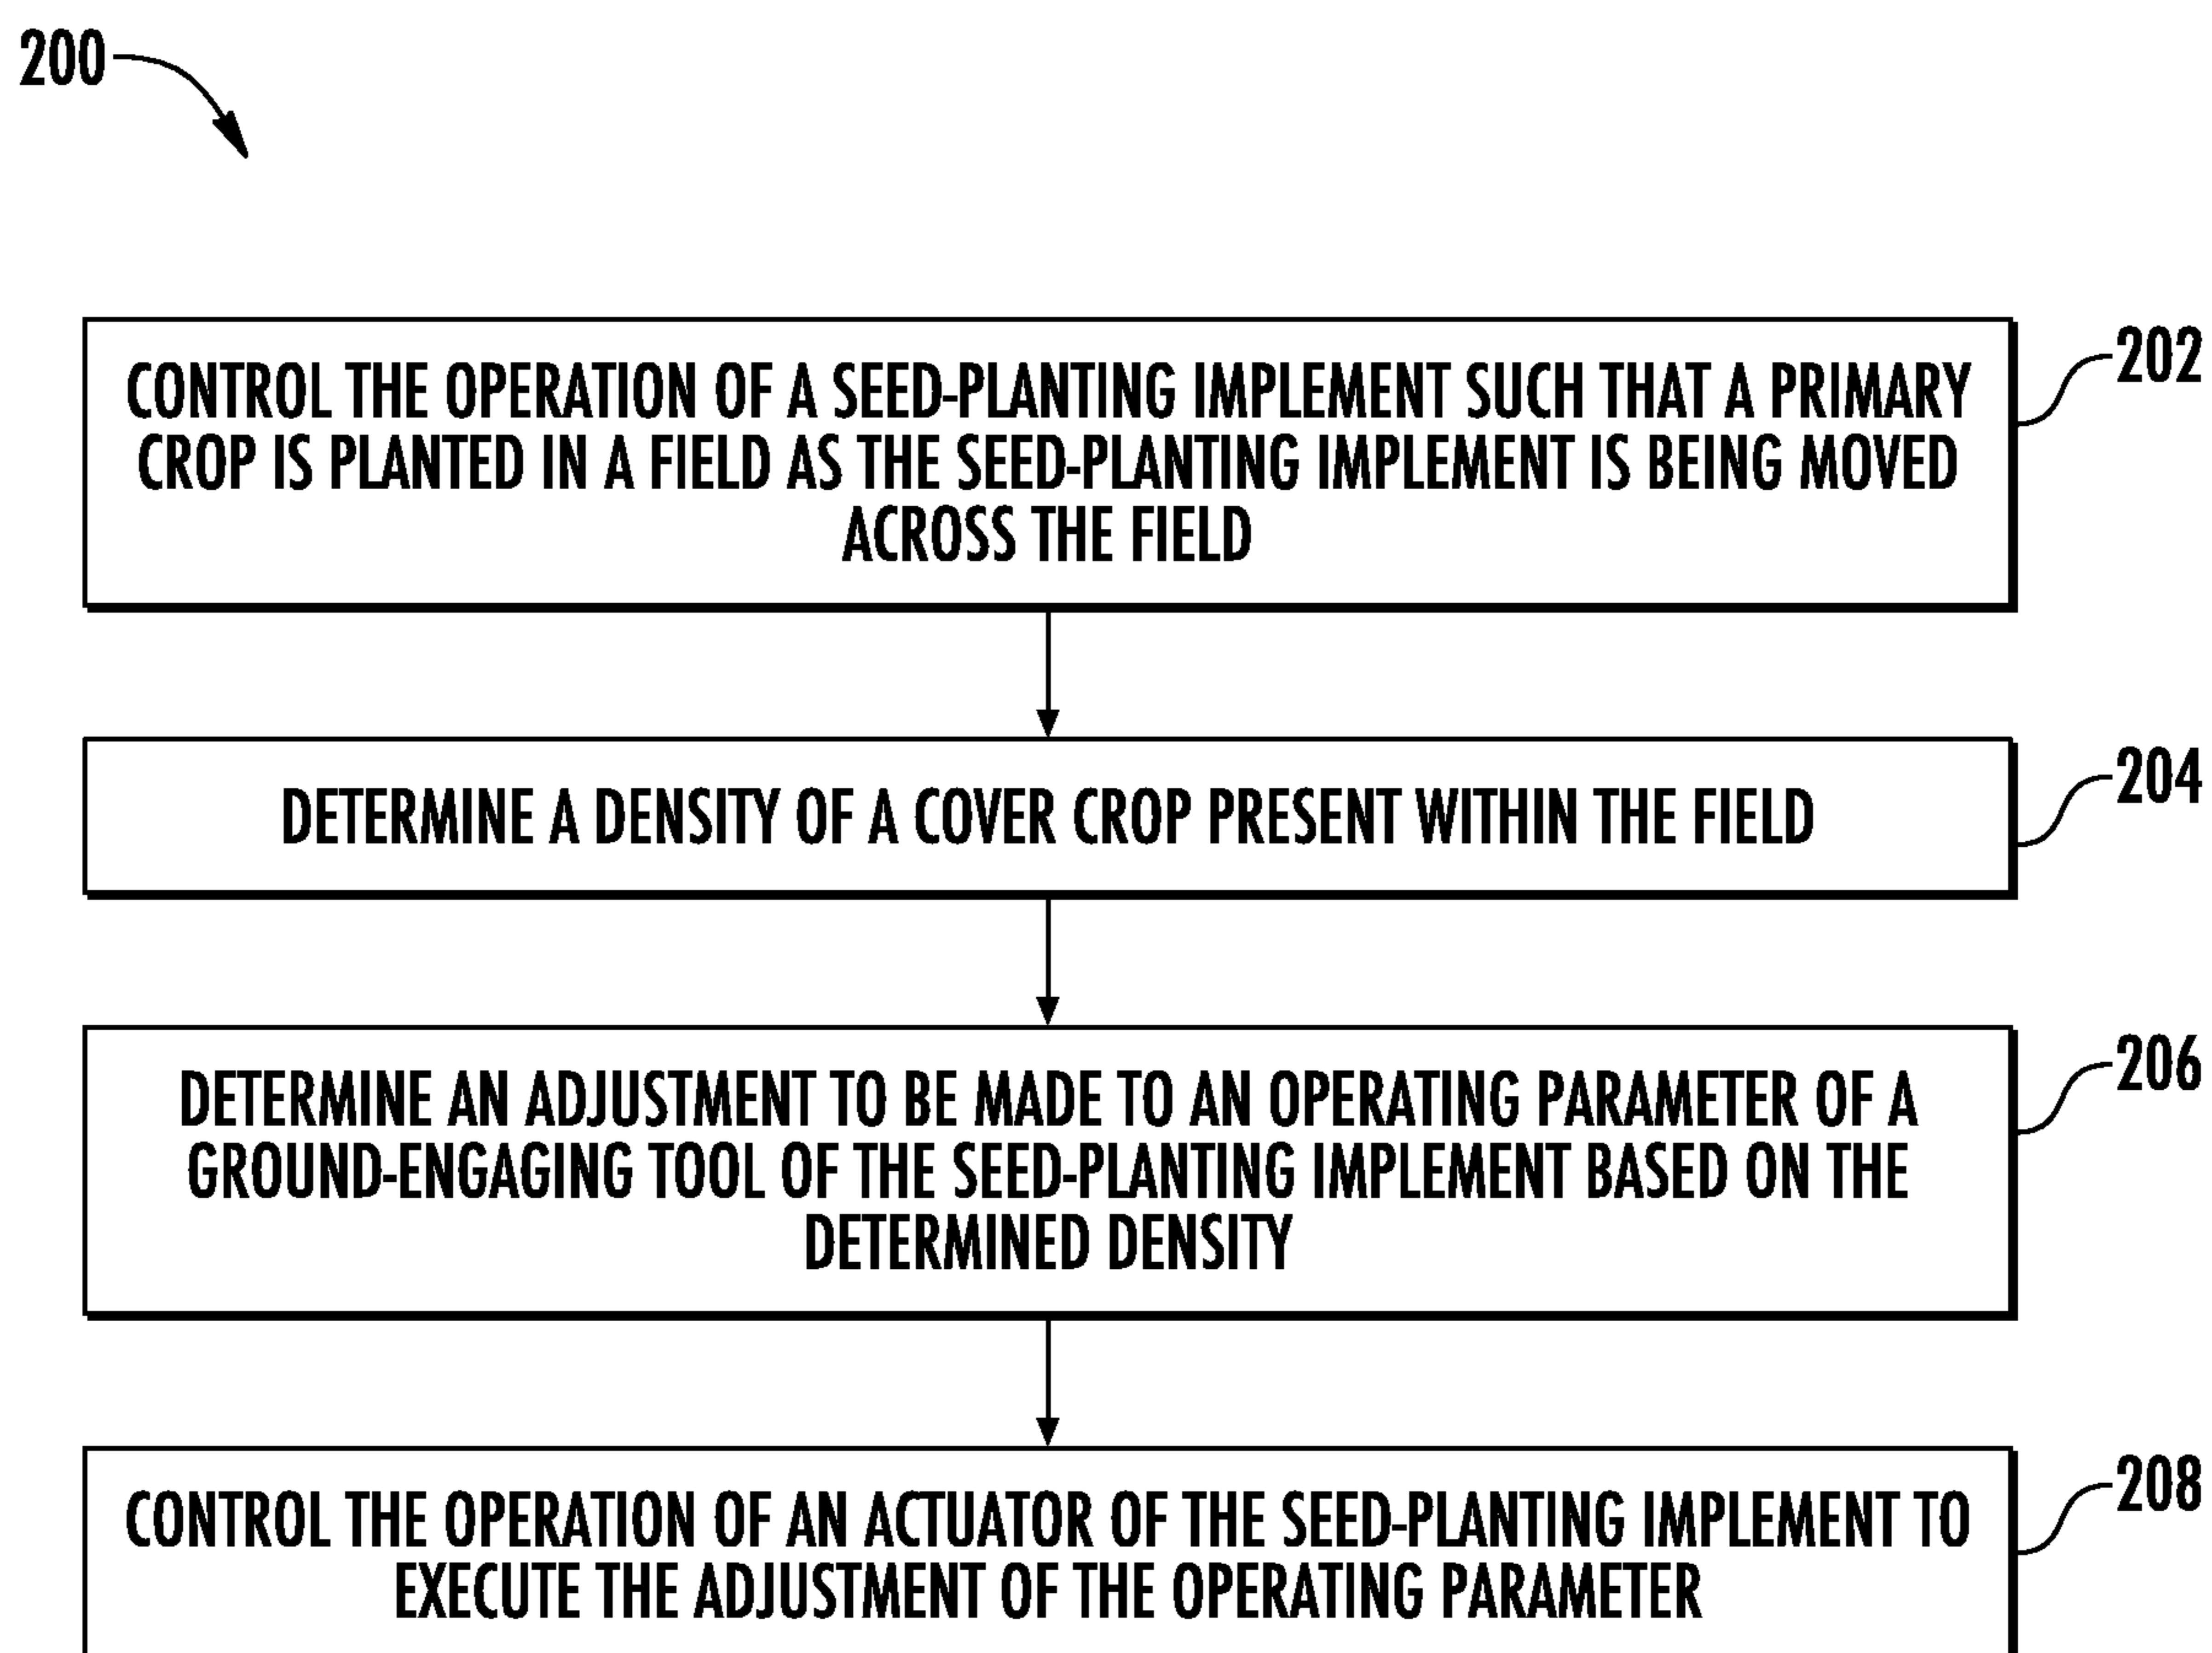 200
CONTROL THE OPERATION OF A SEED-PLANTING IMPLEMENT SUCH THAT A PRIMARY
CROP IS PLANTED IN A FIELD AS THE SEED-PLANTING IMPLEMENT IS BEING MOVED
ACROSS THE FIELD
202
DETERMINE A DENSITY OF A COVER CROP PRESENT WITHIN THE FIELD
204
DETERMINE AN ADJUSTMENT TO BE MADE TO AN OPERATING PARAMETER OF A
GROUND-ENGAGING TOOL OF THE SEED-PLANTING IMPLEMENT BASED ON THE
DETERMINED DENSITY
206
CONTROL THE OPERATION OF AN ACTUATOR OF THE SEED-PLANTING IMPLEMENT TO
EXECUTE THE ADJUSTMENT OF THE OPERATING PARAMETER
208